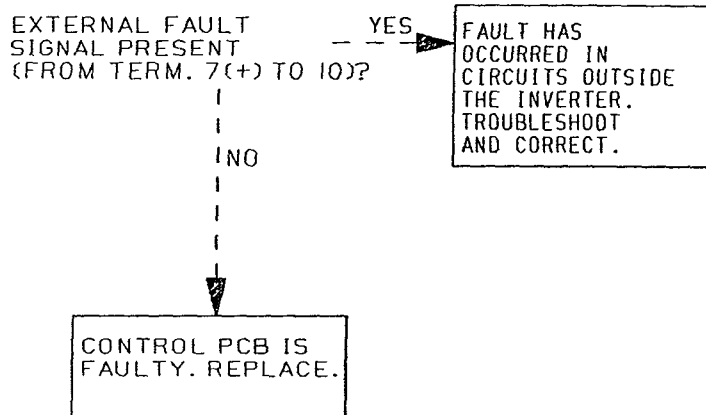 EXTERNAL FAULT
SIGNAL PRESENT
(FROM TERM. 7(+) TO 10)?
YES
FAULT HAS
OCCURRED IN
CIRCUITS OUTSIDE
THE INVERTER.
TROUBLESHOOT
AND CORRECT.
NO
CONTROL PCB IS
FAULTY. REPLACE.